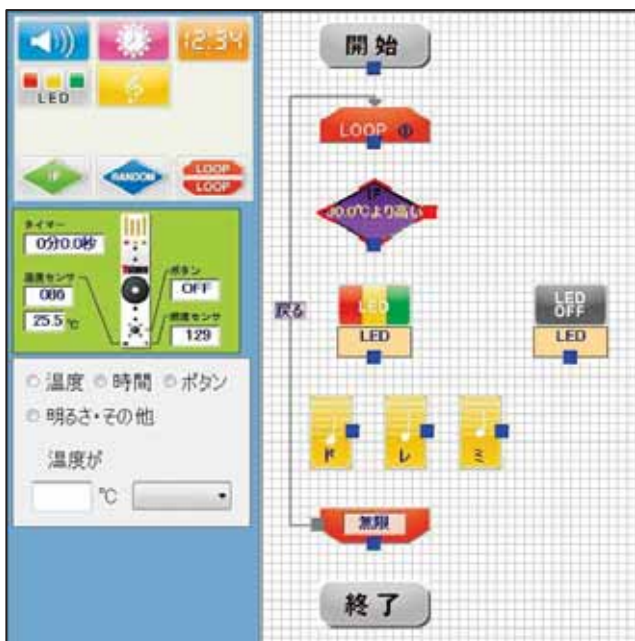 12:34
LED
IF
RANDOM
LOOP
LOOP
タイマー
0分0.0秒
温度センサ
086
25.5 ℃
ボタン
OFF
照度センサ
129
温度 時間 ボタン
明るさ・その他
温度が
℃
開始
LOOP ①
IF
30.0℃より高い
戻る
LED
LED
LED OFF
LED
ド
レ
ミ
無限
終了